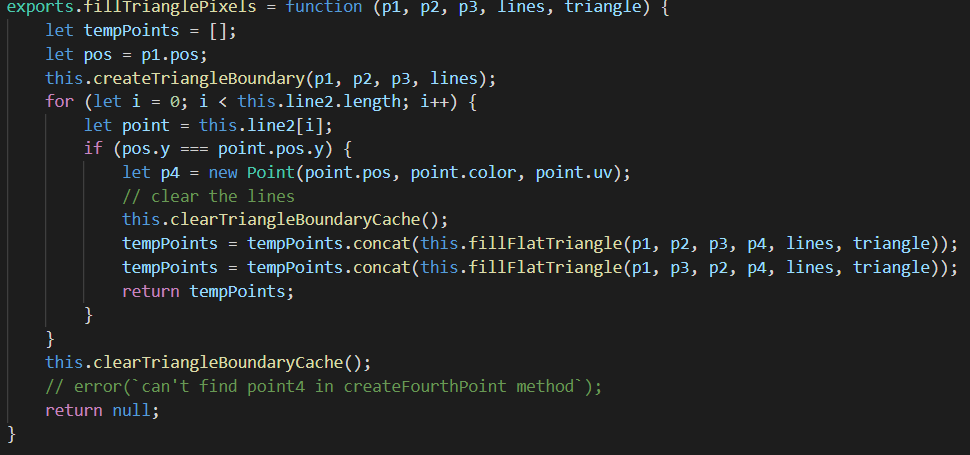 exports.fillTrianglePixels = function (p1, p2, p3, lines, triangle) {
let tempPoints = [];
let pos = p1.pos;
this.createTriangleBoundary(p1, p2, p3, lines);
for (let i = 0; i < this.line2.length; i++) {
let point = this.line2[i];
if (pos.y === point.pos.y) {
let p4 = new Point(point.pos, point.color, point.uv);
// clear the lines
this.clearTriangleBoundaryCache();
tempPoints = tempPoints.concat(this.fillFlatTriangle(p1, p2, p3, p4, lines, triangle));
tempPoints = tempPoints.concat(this.fillFlatTriangle(p1, p3, p2, p4, lines, triangle));
return tempPoints;
}
}
this.clearTriangleBoundaryCache();
// error(`can't find point4 in createFourthPoint method`);
return null;
}